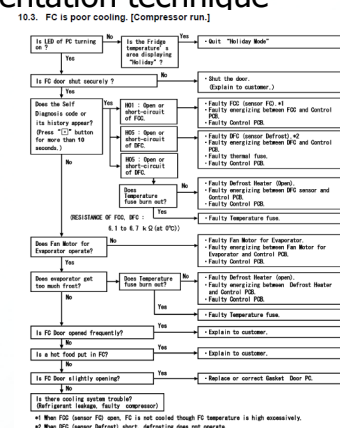 entation technique
10.3. FC is poor cooling. [Compressor run.]
Is LED of PC turning
on ?
No
Is the Fridge
temperature's
area displaying
"Holiday" ?
Yes
・Quit "Holiday Mode"
Yes
Is FC door shut securely ?
No
・Shut the door.
(Explain to customer.)
Yes
Does the Self
Diagnosis code or
its history appear?
(Press "⊡" button
for more than 10
seconds.)
Yes
H01 : Open or
short-circuit
of FCC.
・Faulty FCC (sensor FC).*1
・Faulty energizing between FCC and Control
PCB.
・Faulty Control PCB.
H05 : Open or
short-circuit
of DFC.
・Faulty DFC (sensor Defrost).*2
・Faulty energizing between DFC and Control
PCB.
・Faulty thermal fuse.
・Faulty Control PCB.
H05 : Open or
short-circuit
of DFC.
No
Does
Temperature
fuse burn out?
No
・Faulty Defrost Heater (Open).
・Faulty energizing between DFC sensor and
Control PCB.
・Faulty Control PCB.
Yes
・Faulty Temperature fuse.
(RESISTANCE OF FCC, DFC :
6.1 to 6.7 k Ω (at 0℃))
Does Fan Motor for
Evaporator operate?
No
・Faulty Fan Motor for Evaporator.
・Faulty energizing between Fan Motor for
Evaporator and Control PCB.
・Faulty Control PCB.
Yes
Does evaporator get
too much frost?
Yes
Does Temperature
fuse burn out?
No
・Faulty Defrost Heater (open).
・Faulty energizing between Defrost Heater
and Control PCB.
・Faulty Control PCB.
Yes
・Faulty Temperature fuse.
No
Is FC Door opened frequently?
Yes
・Explain to customer.
No
Is a hot food put in FC?
Yes
・Explain to customer.
No
Is FC Door slightly opening?
Yes
・Replace or correct Gasket Door PC.
No
Is there cooling system trouble?
(Refrigerant leakage, faulty compressor)
*1 When FCC (sensor FC) open, FC is not cooled though FC temperature is high excessively.
*2 When DFC (sensor Defrost) short, defrosting does not operate.